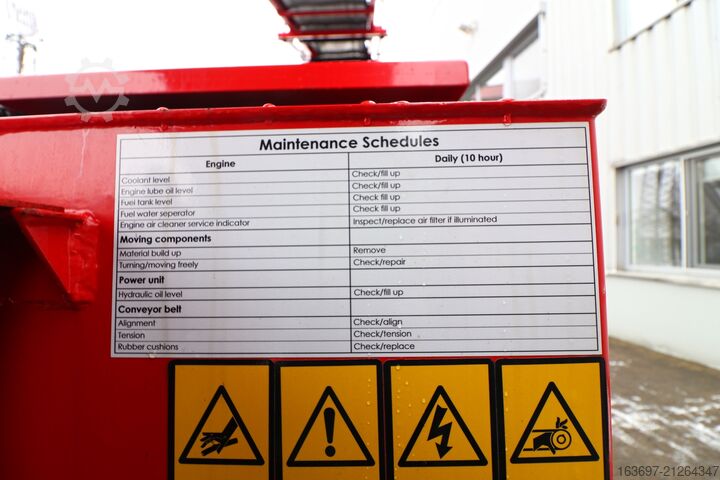 Maintenance Schedules
Engine Daily (10 hour)
Coolant level Check/fill up
Engine lube oil level Check/fill up
Fuel tank level Check fill up
Fuel water seperator Check fill up
Engine air cleaner service indicator Inspect/replace air filter if illuminated
Moving components
Material build up Remove
Turning/moving freely Check/repair
Power unit
Hydraulic oil level Check/fill up
Conveyor belt
Alignment Check/align
Tension Check/tension
Rubber cushions Check/replace
163697-21264347